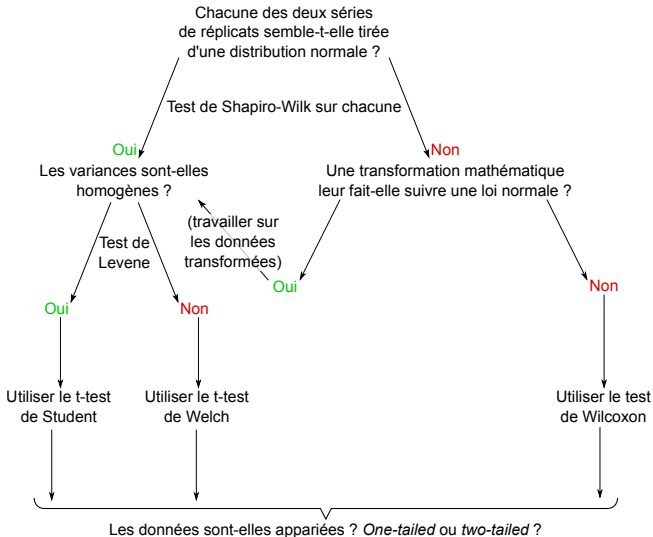 Chacune des deux séries
de réplicats semble-t-elle tirée
d'une distribution normale ?
Test de Shapiro-Wilk sur chacune
Oui
Non
Les variances sont-elles
homogènes ?
Une transformation mathématique
leur fait-elle suivre une loi normale ?
(travailler sur
les données
transformées)
Test de
Levene
Oui
Non
Oui
Non
Utiliser le t-test
de Student
Utiliser le t-test
de Welch
Utiliser le test
de Wilcoxon
Les données sont-elles appariées ? One-tailed ou two-tailed ?